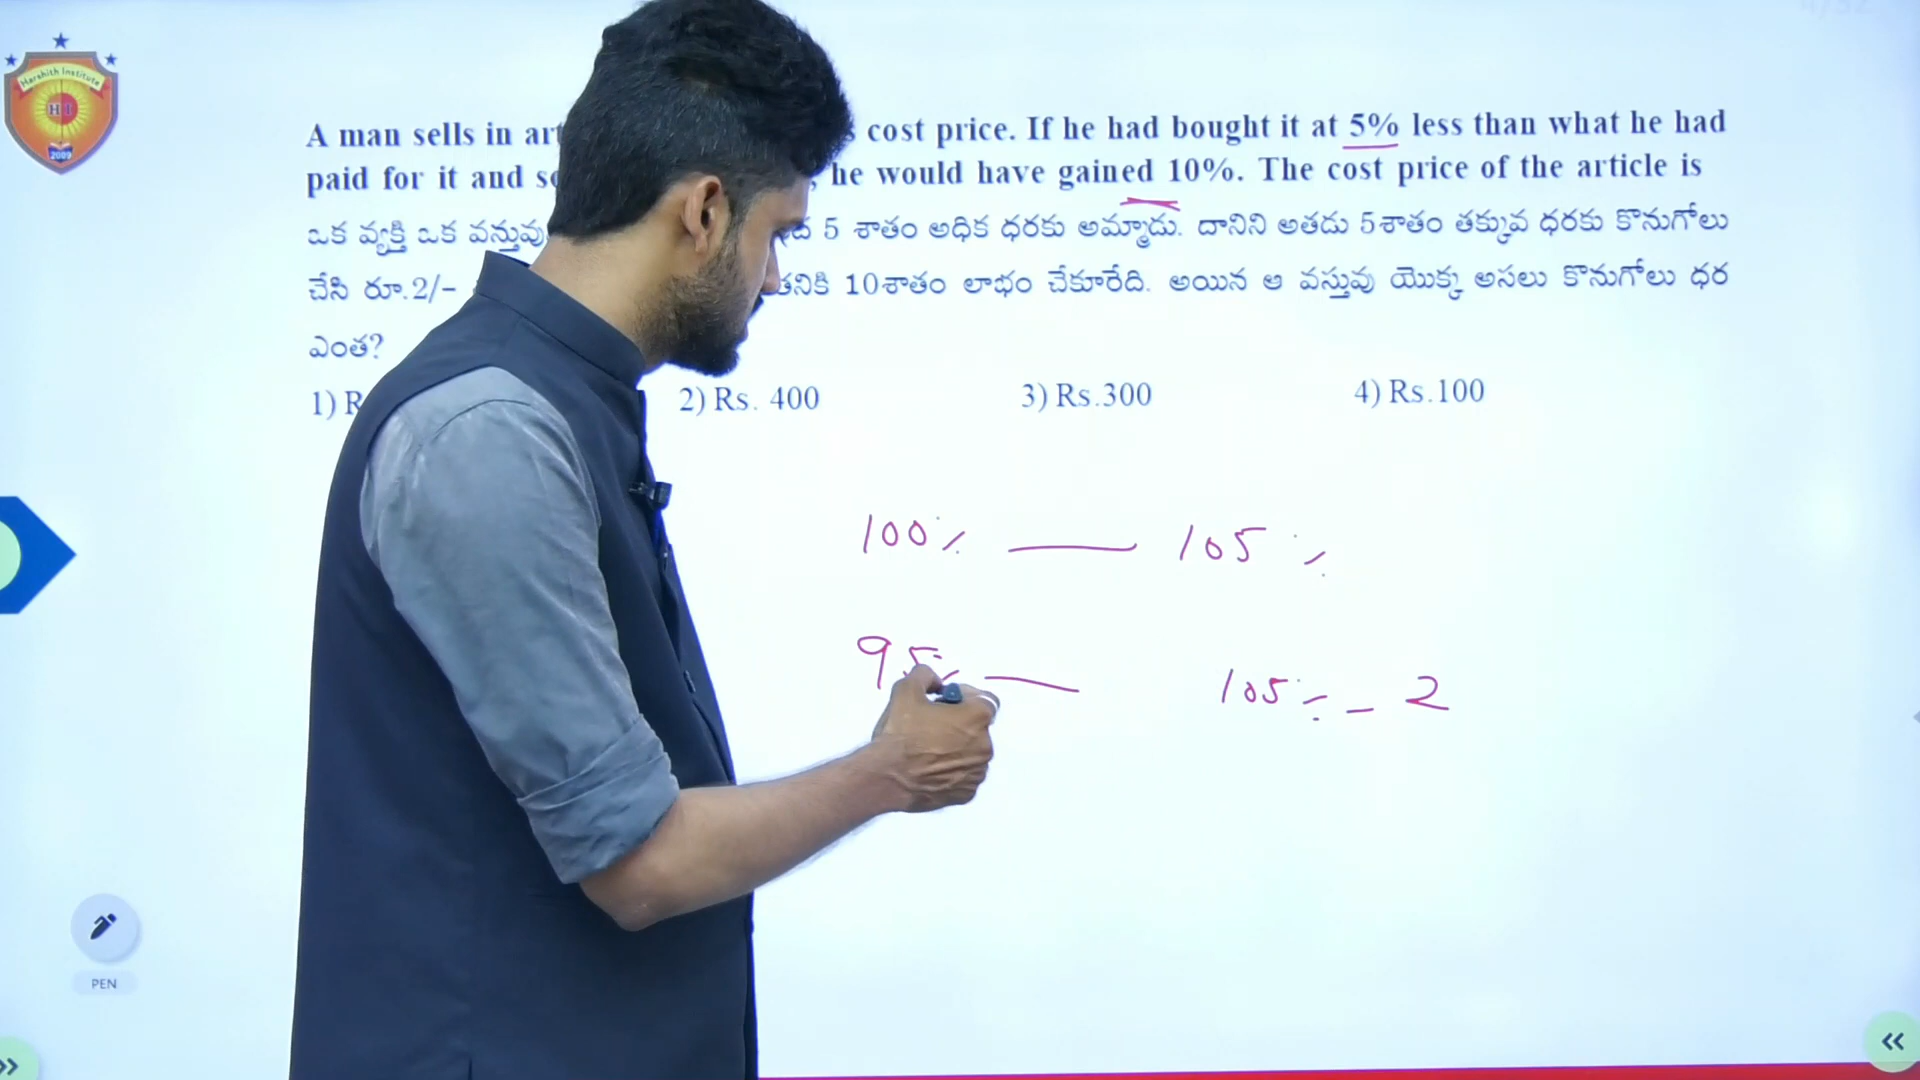 Harshith Institute
H I
2009
A man sells in cost price. If he had bought it at 5% less than what he had
paid for it and he would have gained 10%. The cost price of the article is
ఒక వ్యక్తి ఒక వస్తువు 5 శాతం అధిక ధరకు అమ్మాడు. దానిని అతడు 5శాతం తక్కువ ధరకు కొనుగోలు
చేసి రూ.2/- 10శాతం లాభం చేకూరేది. అయిన ఆ వస్తువు యొక్క అసలు కొనుగోలు ధర
ఎంత?
1) 2) Rs. 400 3) Rs.300 4) Rs.100
100% 105%
95% 105% - 2
PEN